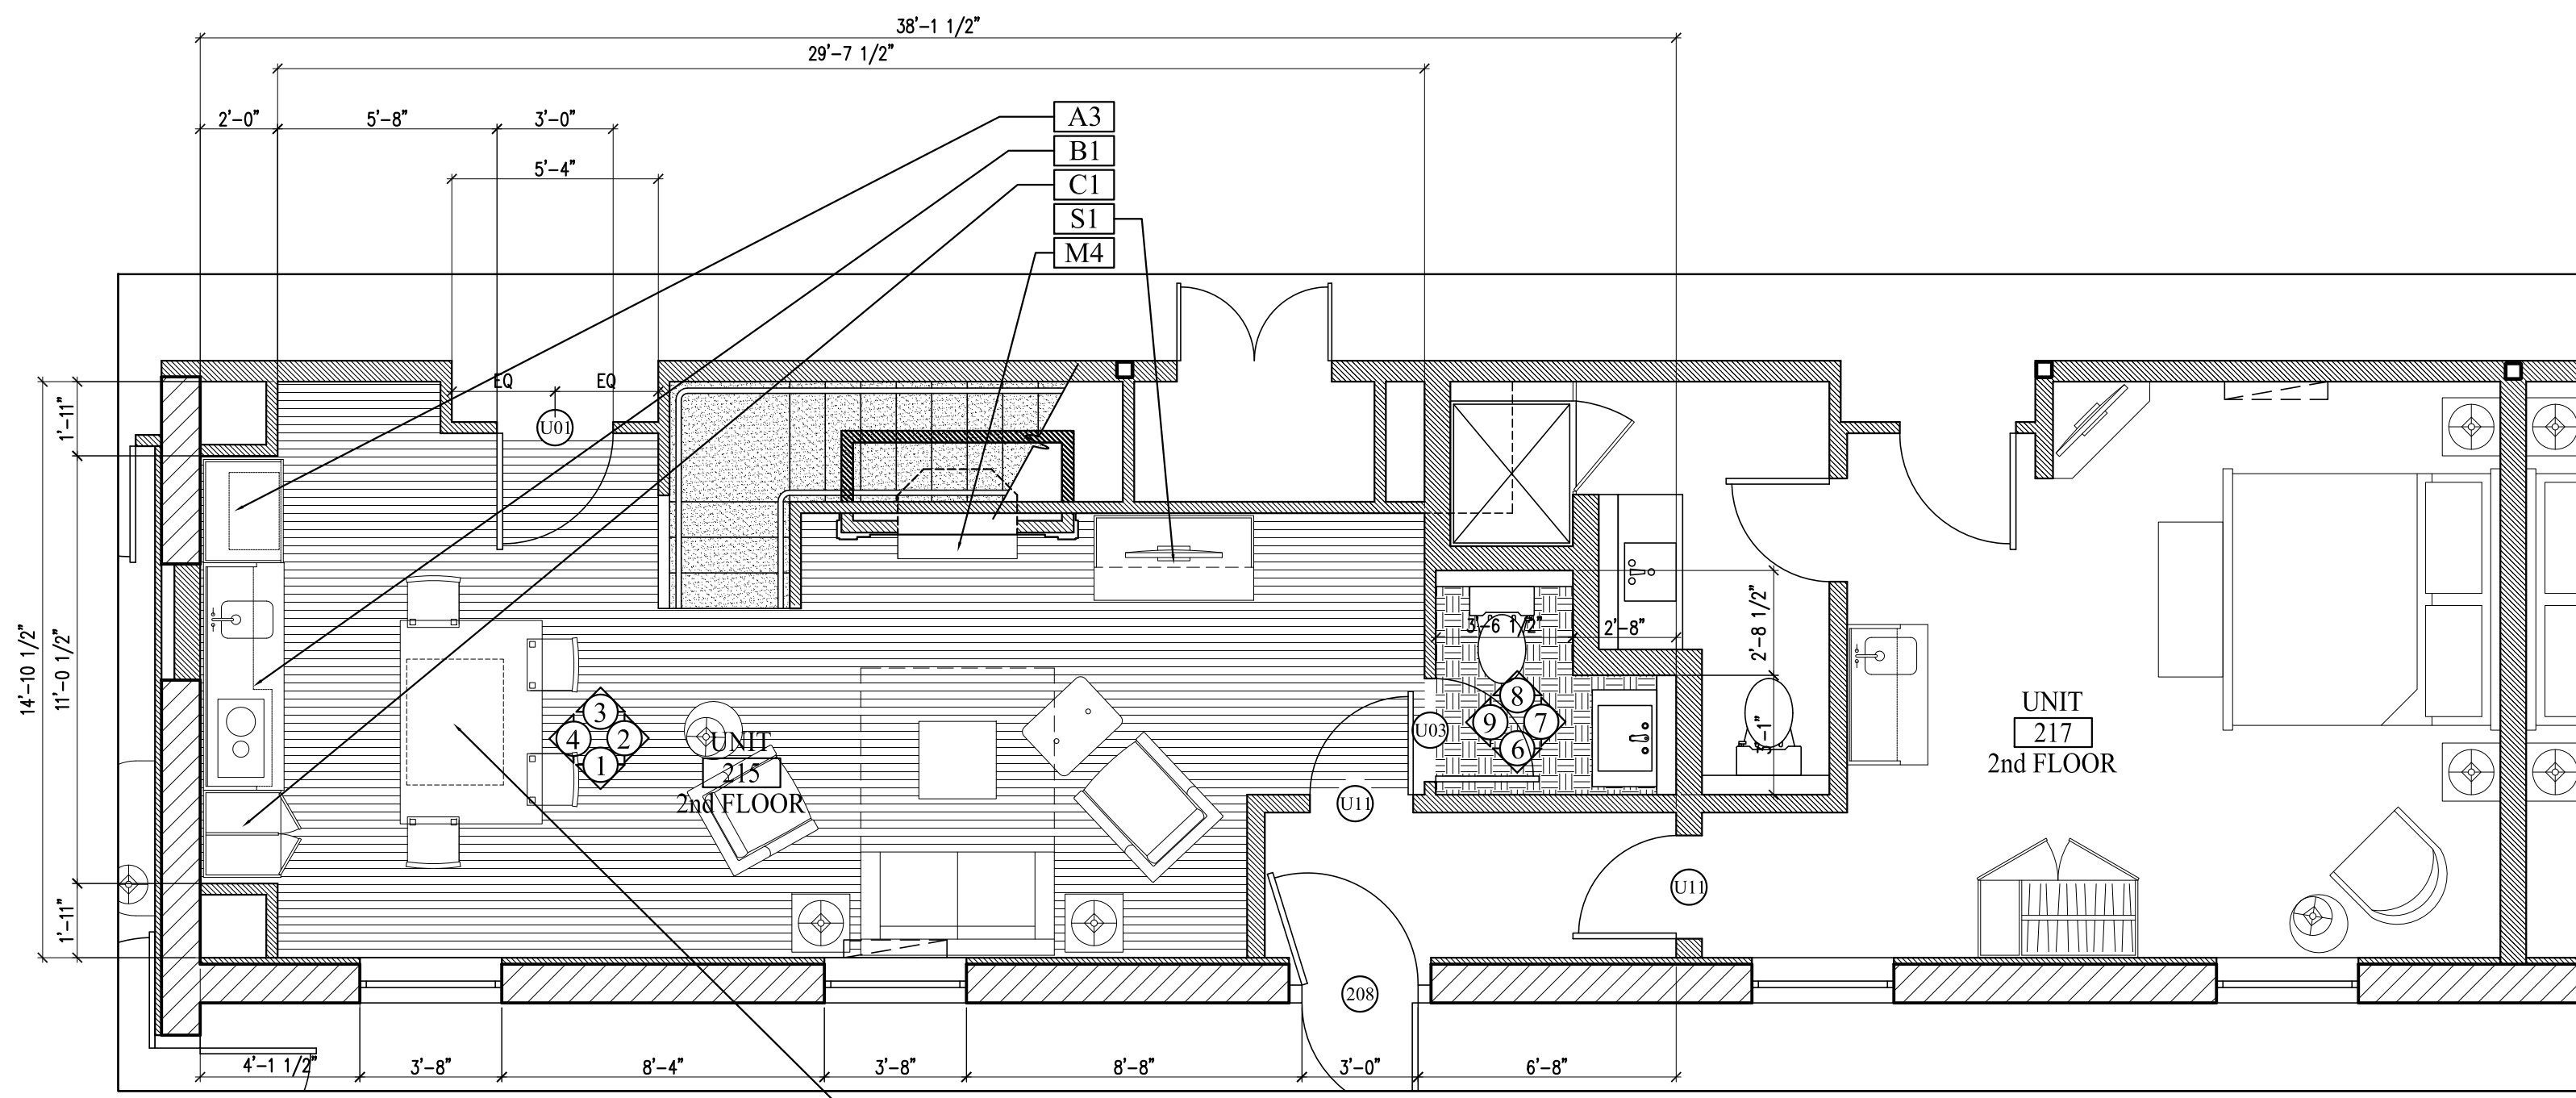 38'-1 1/2"
29'-7 1/2"
2'-0"
5'-8"
3'-0"
5'-4"
A3
B1
C1
S1
M4
EQ
EQ
U01
1'-11"
14'-10 1/2"
11'-0 1/2"
1'-11"
3'-6 1/2"
2'-8"
2'-8 1/2"
3
4
2
1
UNIT
215
2nd FLOOR
U03
8
9
7
6
UNIT
217
2nd FLOOR
U11
U11
208
4'-1 1/2"
3'-8"
8'-4"
3'-8"
8'-8"
3'-0"
6'-8"